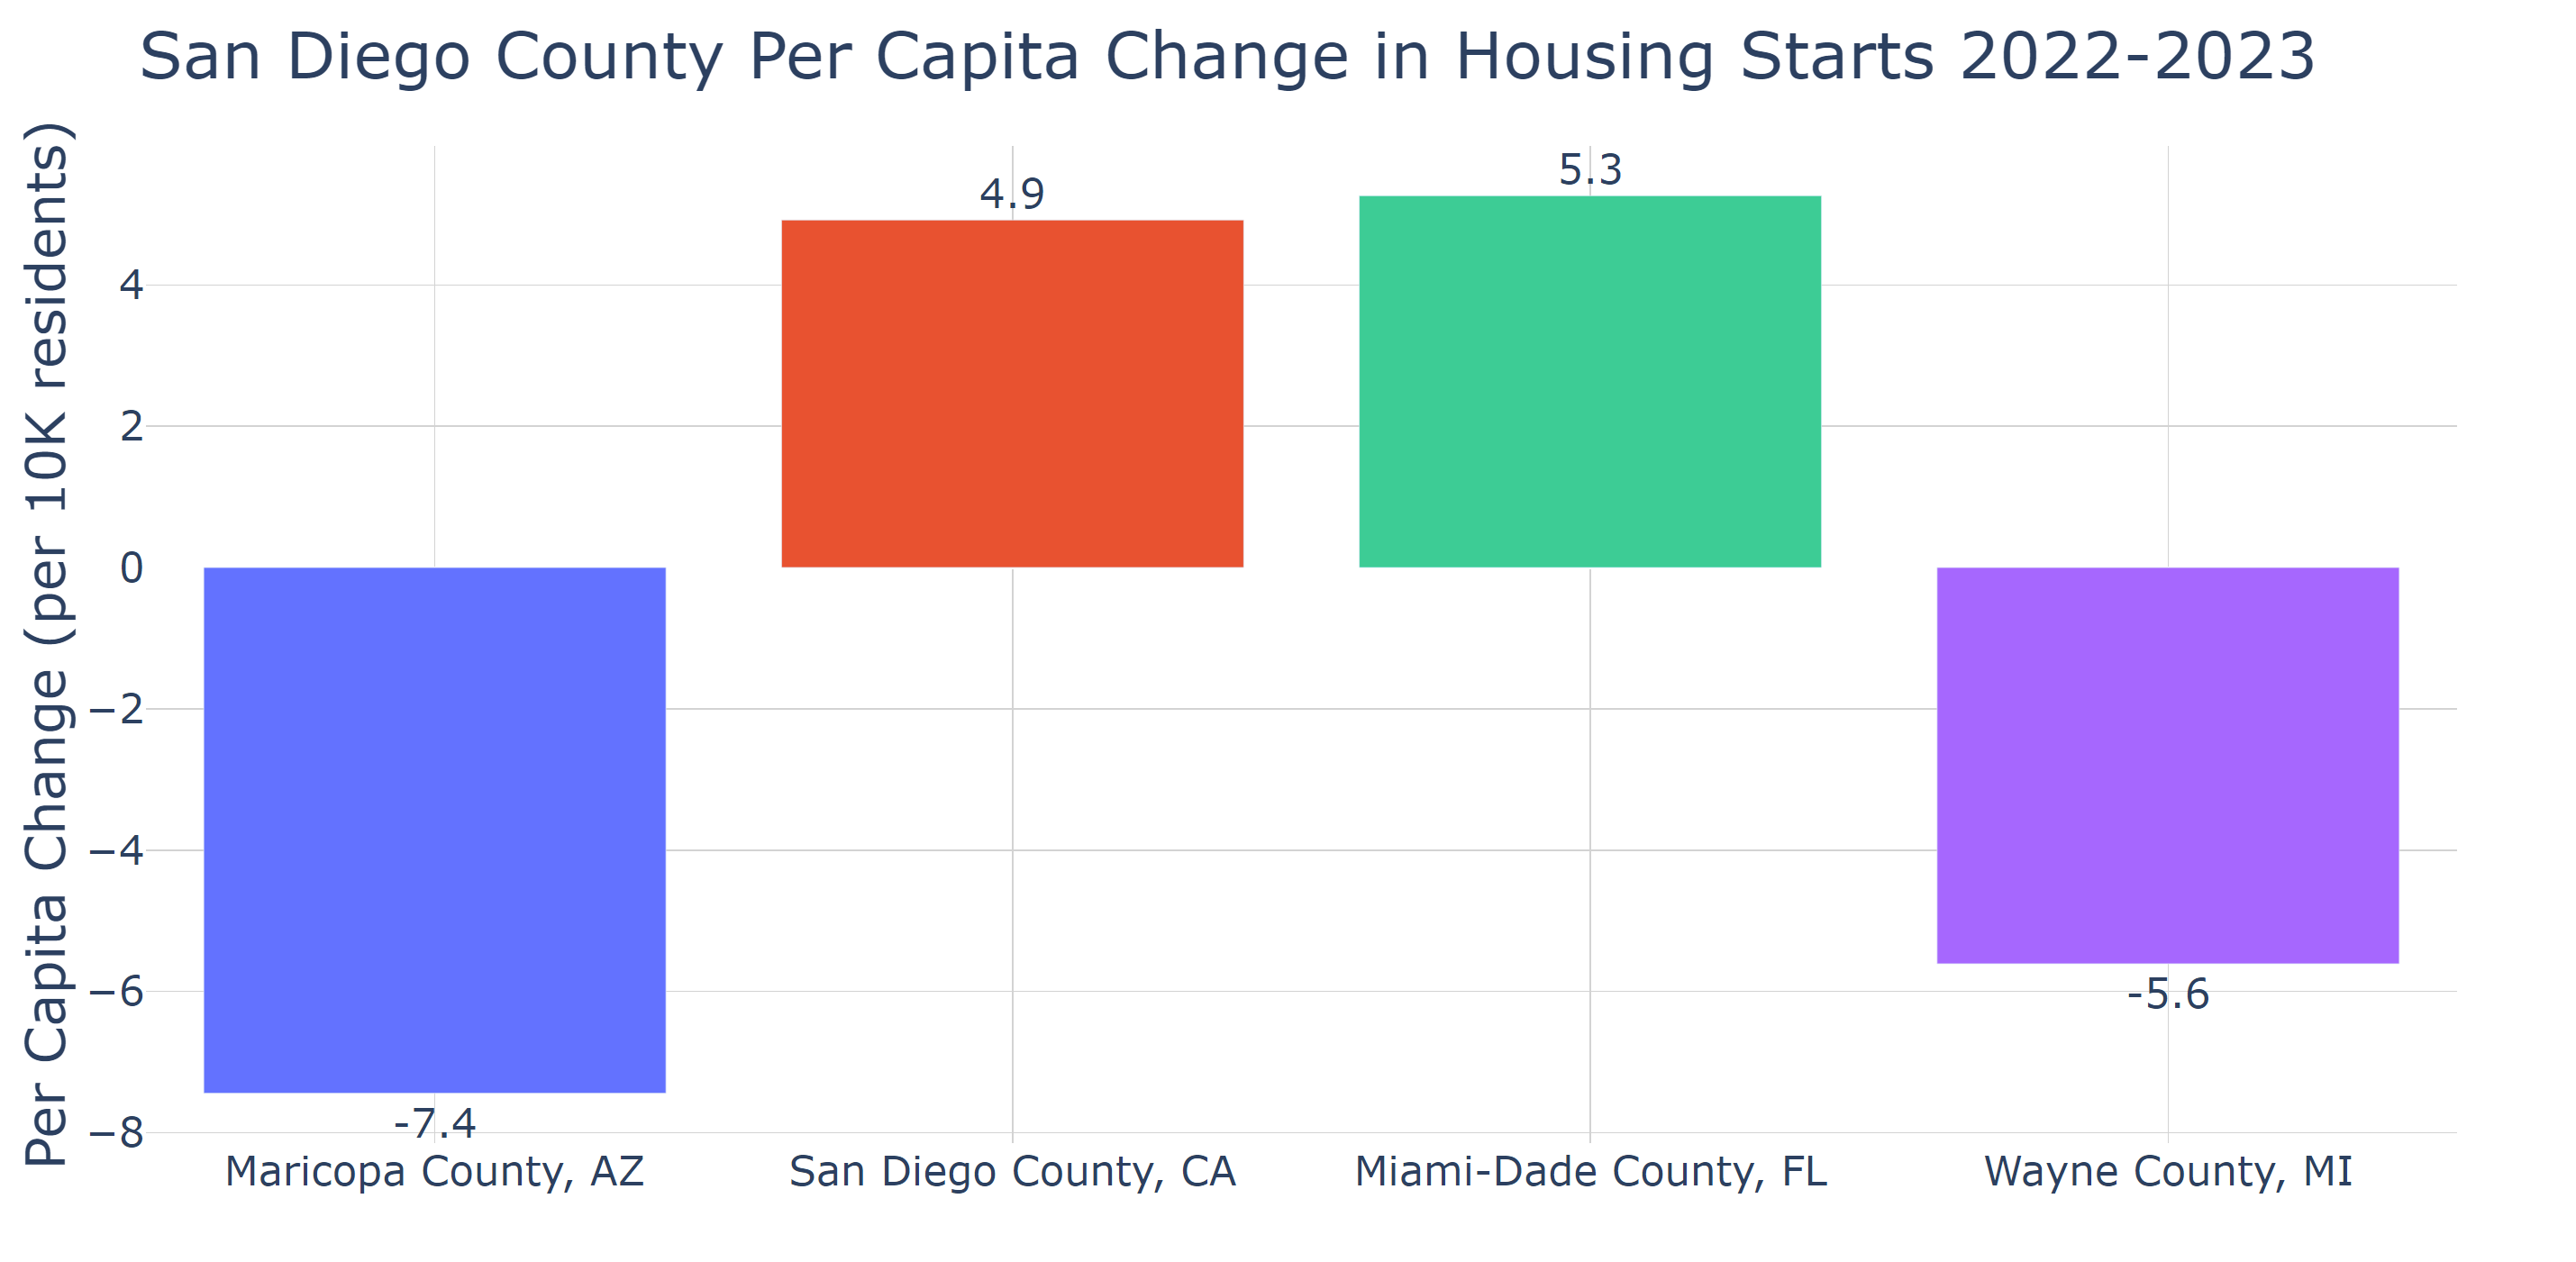 San Diego County Per Capita Change in Housing Starts 2022-2023
Per Capita Change (per 10K residents)
4
2
0
−2
−4
−6
−8
-7.4
4.9
5.3
-5.6
Maricopa County, AZ
San Diego County, CA
Miami-Dade County, FL
Wayne County, MI